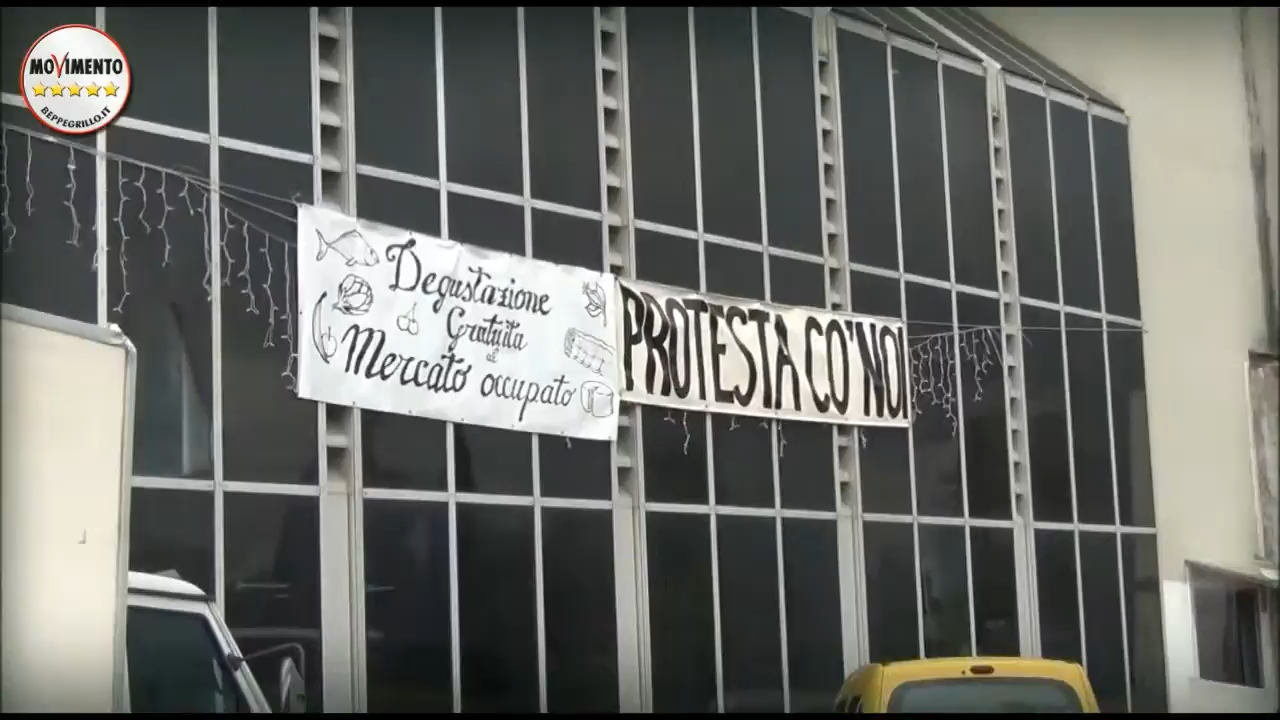 MOVIMENTO
BEPPEGRILLO.IT
Degustazione
Gratuita
al
Mercato occupato
PROTESTA CO' NOI